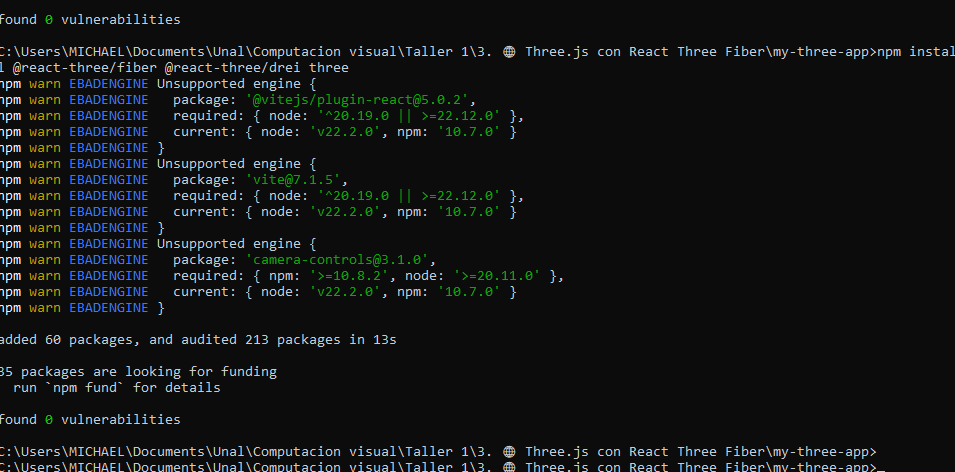 found 0 vulnerabilities
C:\Users\MICHAEL\Documents\Unal\Computacion visual\Taller 1\3. 🌐 Three.js con React Three Fiber\my-three-app>npm instal
l @react-three/fiber @react-three/drei three
npm warn EBADENGINE Unsupported engine {
npm warn EBADENGINE   package: '@vitejs/plugin-react@5.0.2',
npm warn EBADENGINE   required: { node: '^20.19.0 || >=22.12.0' },
npm warn EBADENGINE   current: { node: 'v22.2.0', npm: '10.7.0' }
npm warn EBADENGINE }
npm warn EBADENGINE Unsupported engine {
npm warn EBADENGINE   package: 'vite@7.1.5',
npm warn EBADENGINE   required: { node: '^20.19.0 || >=22.12.0' },
npm warn EBADENGINE   current: { node: 'v22.2.0', npm: '10.7.0' }
npm warn EBADENGINE }
npm warn EBADENGINE Unsupported engine {
npm warn EBADENGINE   package: 'camera-controls@3.1.0',
npm warn EBADENGINE   required: { npm: '>=10.8.2', node: '>=20.11.0' },
npm warn EBADENGINE   current: { node: 'v22.2.0', npm: '10.7.0' }
npm warn EBADENGINE }
added 60 packages, and audited 213 packages in 13s
35 packages are looking for funding
  run `npm fund` for details
found 0 vulnerabilities
C:\Users\MICHAEL\Documents\Unal\Computacion visual\Taller 1\3. 🌐 Three.js con React Three Fiber\my-three-app>
C:\Users\MICHAEL\Documents\Unal\Computacion visual\Taller 1\3. 🌐 Three.js con React Three Fiber\my-three-app>